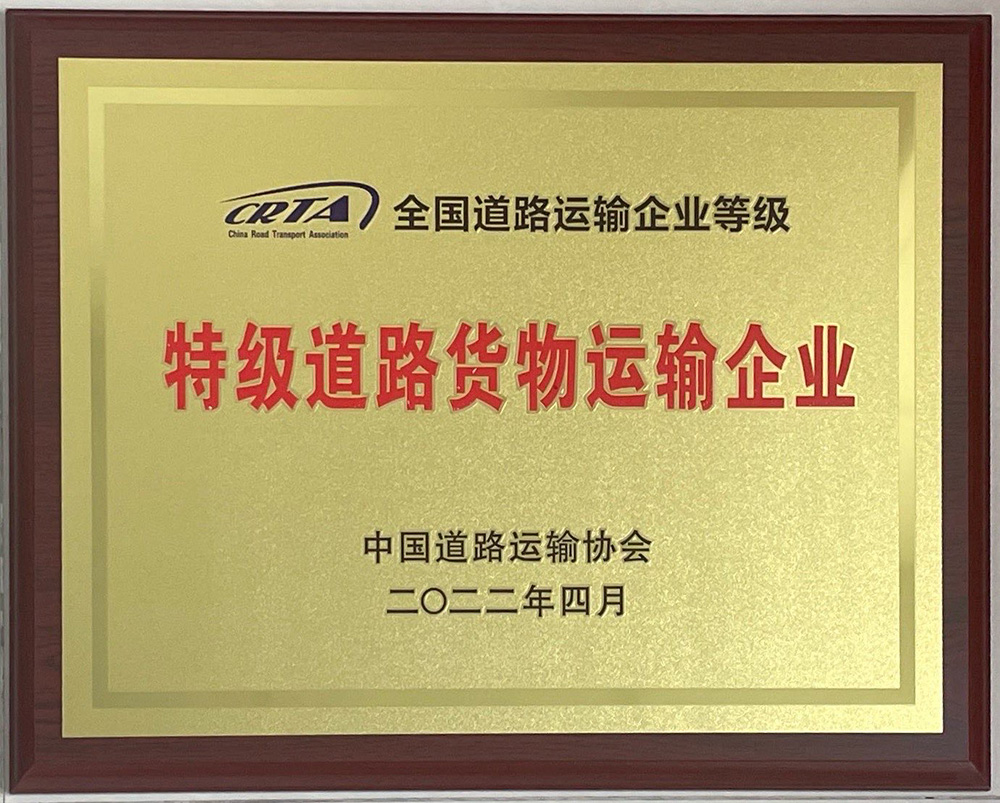 CRTA 全国道路运输企业等级
China Road Transport Association
特级道路货物运输企业
中国道路运输协会
二〇二二年四月